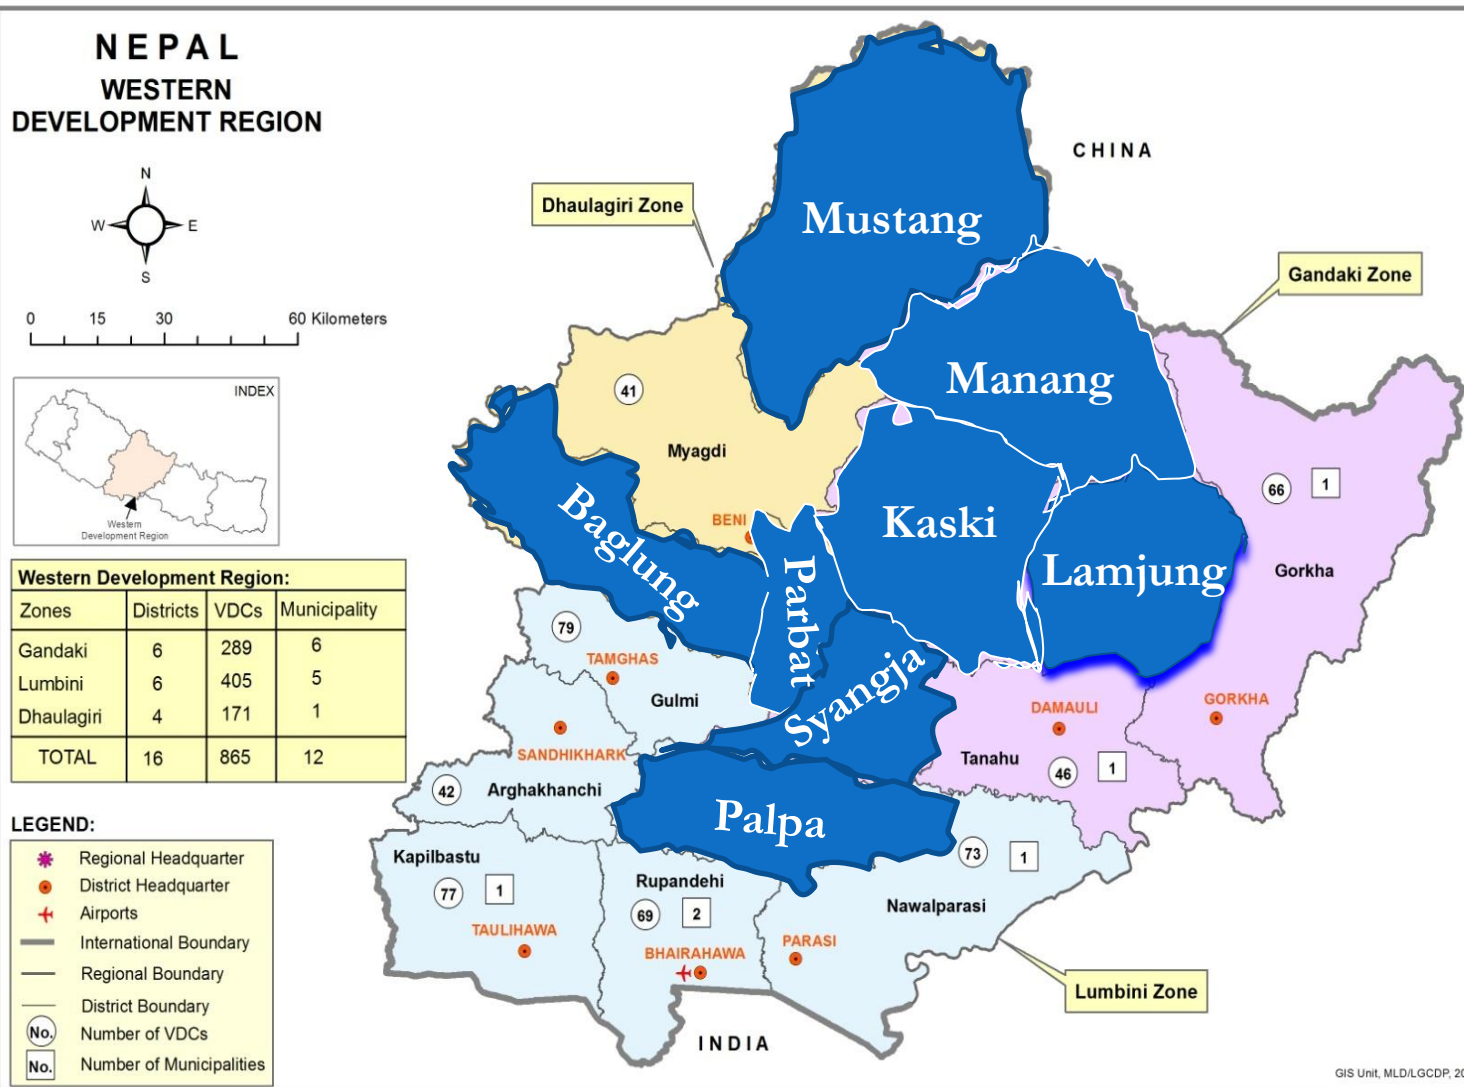 NEPAL
WESTERN
DEVELOPMENT REGION
N
W E
S
0 15 30 60 Kilometers
INDEX
Western
Development Region
Western Development Region:
Zones Districts VDCs Municipality
Gandaki 6 289 6
Lumbini 6 405 5
Dhaulagiri 4 171 1
TOTAL 16 865 12
LEGEND:
Regional Headquarter
District Headquarter
Airports
International Boundary
Regional Boundary
District Boundary
No. Number of VDCs
No. Number of Municipalities
CHINA
Dhaulagiri Zone
Mustang
Gandaki Zone
Manang
41
Myagdi
BENI
Baglung
Parbat
Kaski
Lamjung
66 1
Gorkha
GORKHA
79
TAMGHAS
Gulmi
Syangja
DAMAULI
Tanahu
46 1
SANDHIKHARK
42
Arghakhanchi
Palpa
Kapilbastu
77 1
TAULIHAWA
Rupandehi
69 2
BHAIRAHAWA
73 1
Nawalparasi
PARASI
Lumbini Zone
INDIA
GIS Unit, MLD/LGCDP, 20